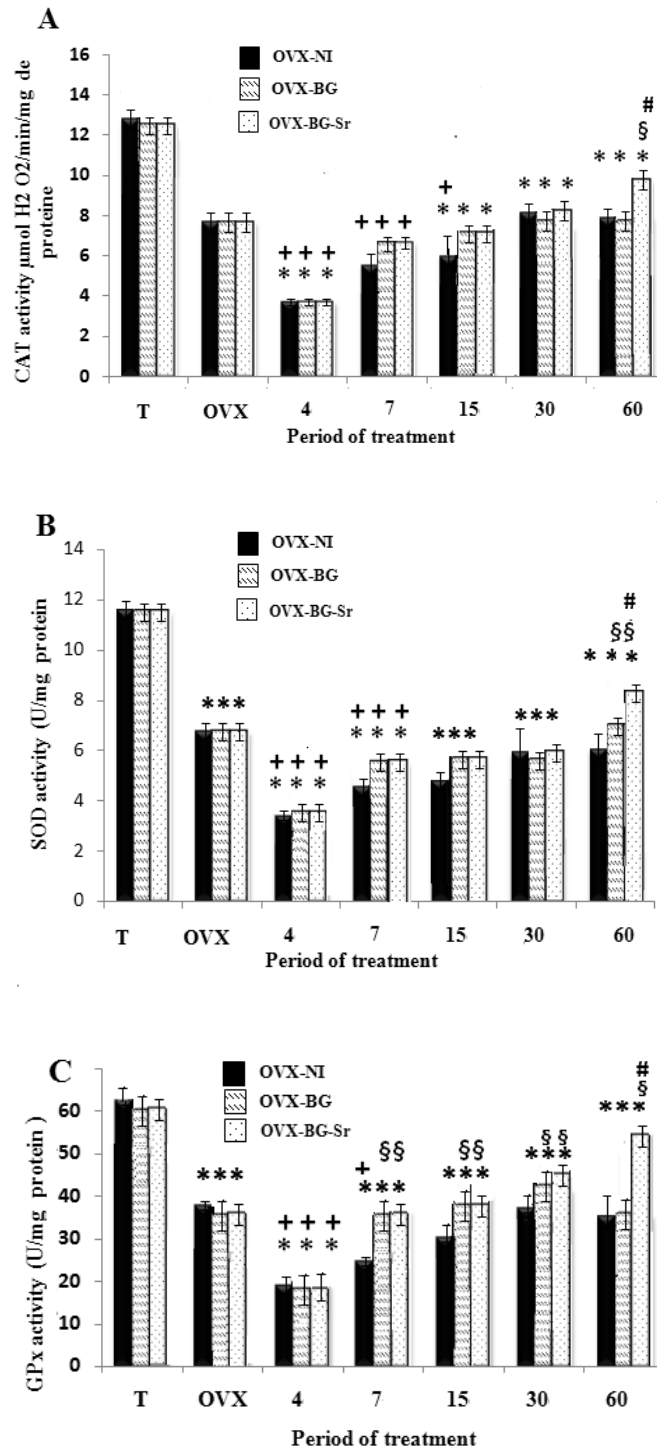 A
CAT activity μmol H2 O2/min/mg de
proteine
16
14
12
10
8
6
4
2
0
OVX-NI
OVX-BG
OVX-BG-Sr
#
§
* * *
+
* * *
* * *
+ + +
+ + +
* * *
T OVX 4 7 15 30 60
Period of treatment
B
SOD activity (U/mg protein
14
12
10
8
6
4
2
0
OVX-NI
OVX-BG
OVX-BG-Sr
#
§§
* * *
***
+ + +
* * *
+ + +
* * *
***
***
T OVX 4 7 15 30 60
Period of treatment
C
GPx activity (U/mg protein )
60
50
40
30
20
10
0
OVX-NI
OVX-BG
OVX-BG-Sr
#
§
***
***
+ + +
* * *
+ §§
***
§§
***
§§
***
T OVX 4 7 15 30 60
Period of treatment